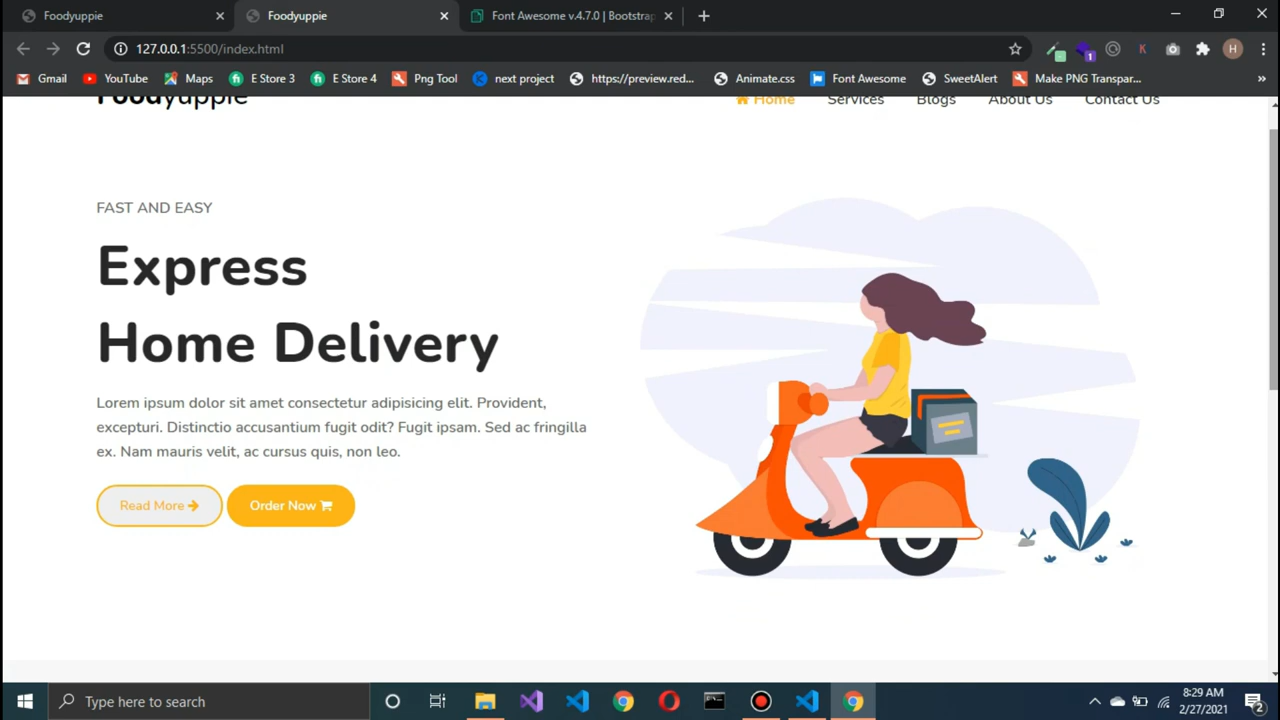 Foodyuppie
Foodyuppie
Font Awesome v.4.7.0 | Bootstrap
127.0.0.1:5500/index.html
1
K
H
Gmail
YouTube
Maps
E Store 3
E Store 4
Png Tool
next project
https://preview.red...
Animate.css
Font Awesome
SweetAlert
Make PNG Transpar...
»
Foodyuppie
Home
Services
Blogs
About Us
Contact Us
FAST AND EASY
Express
Home Delivery
Lorem ipsum dolor sit amet consectetur adipisicing elit. Provident,
excepturi. Distinctio accusantium fugit odit? Fugit ipsam. Sed ac fringilla
ex. Nam mauris velit, ac cursus quis, non leo.
Read More
Order Now
Type here to search
8:29 AM
2/27/2021
2